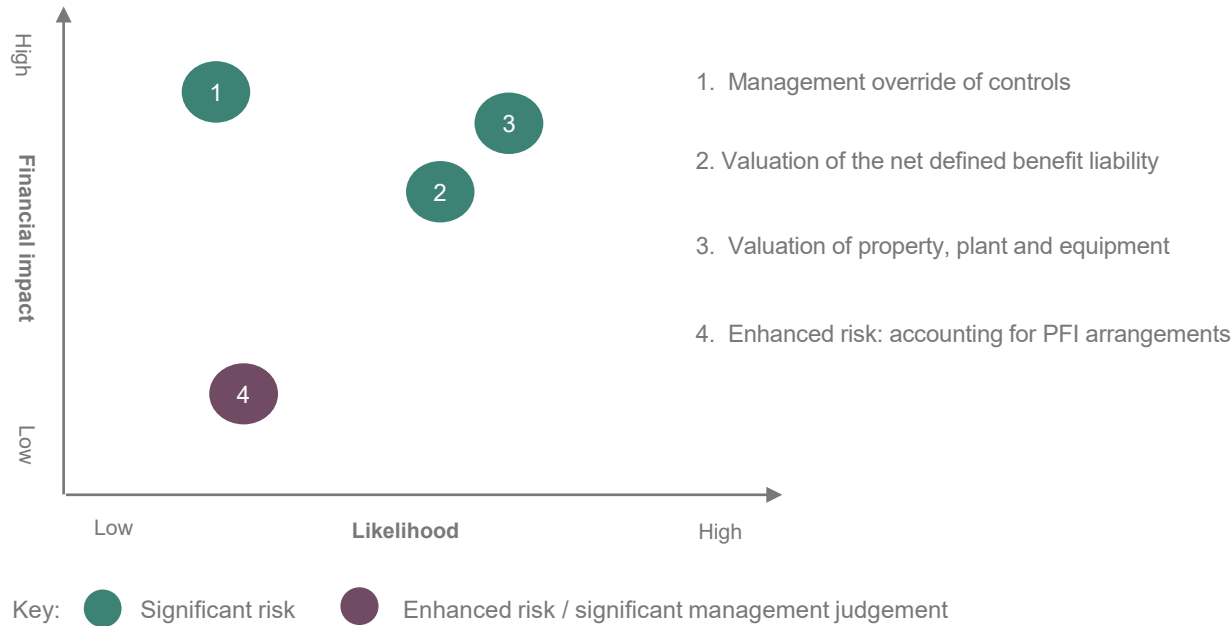 High
Financial impact
Low
1
3
2
4
1. Management override of controls
2. Valuation of the net defined benefit liability
3. Valuation of property, plant and equipment
4. Enhanced risk: accounting for PFI arrangements
Low
Likelihood
High
Key:
Significant risk
Enhanced risk / significant management judgement